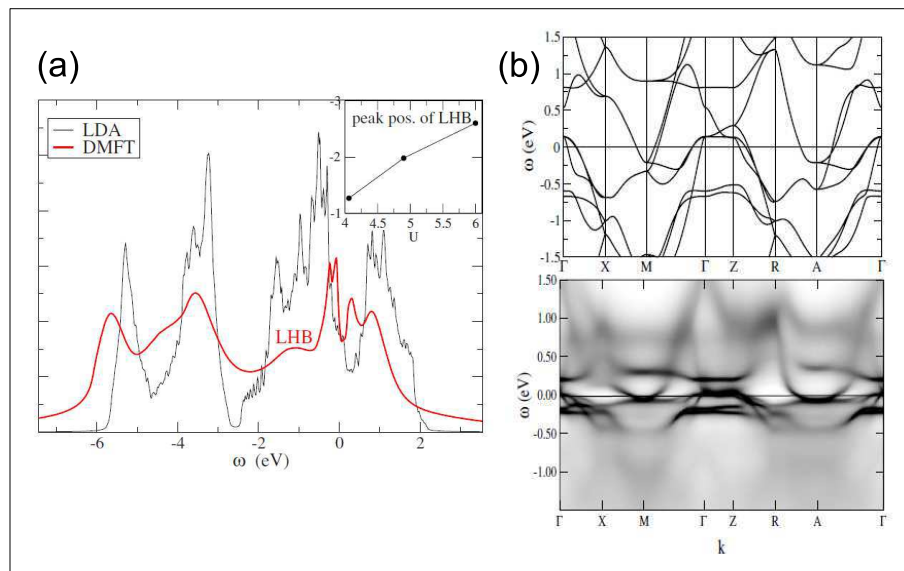 (a)
LDA
DMFT
peak pos. of LHB
-3
-2
-1
4
4.5
5
5.5
6
U
LHB
-6
-4
-2
0
2
ω (eV)
(b)
1.5
1
0.5
0
-0.5
-1
-1.5
ω (eV)
Γ X M Γ Z R A Γ
1.00
0.50
0.00
-0.50
-1.00
ω (eV)
Γ X M Γ Z R A Γ
k